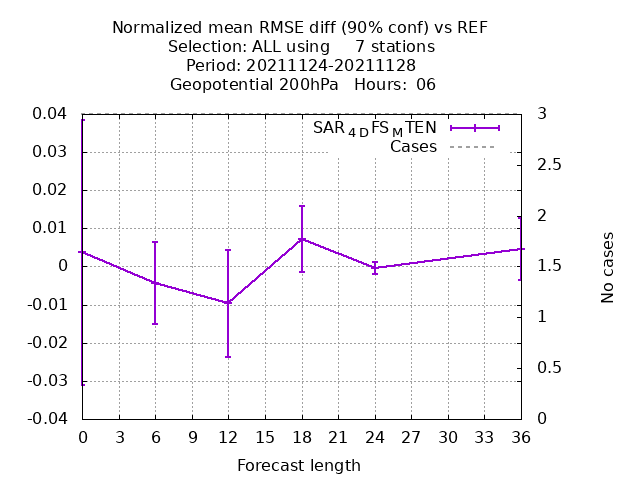 Normalized mean RMSE diff (90% conf) vs REF
Selection: ALL using     7 stations
Period: 20211124-20211128
Geopotential 200hPa   Hours:  06
SAR4DFSMTEN
Cases
0.04
0.03
0.02
0.01
0
-0.01
-0.02
-0.03
-0.04
3
2.5
2
1.5
1
0.5
0
No cases
0 3 6 9 12 15 18 21 24 27 30 33 36
Forecast length